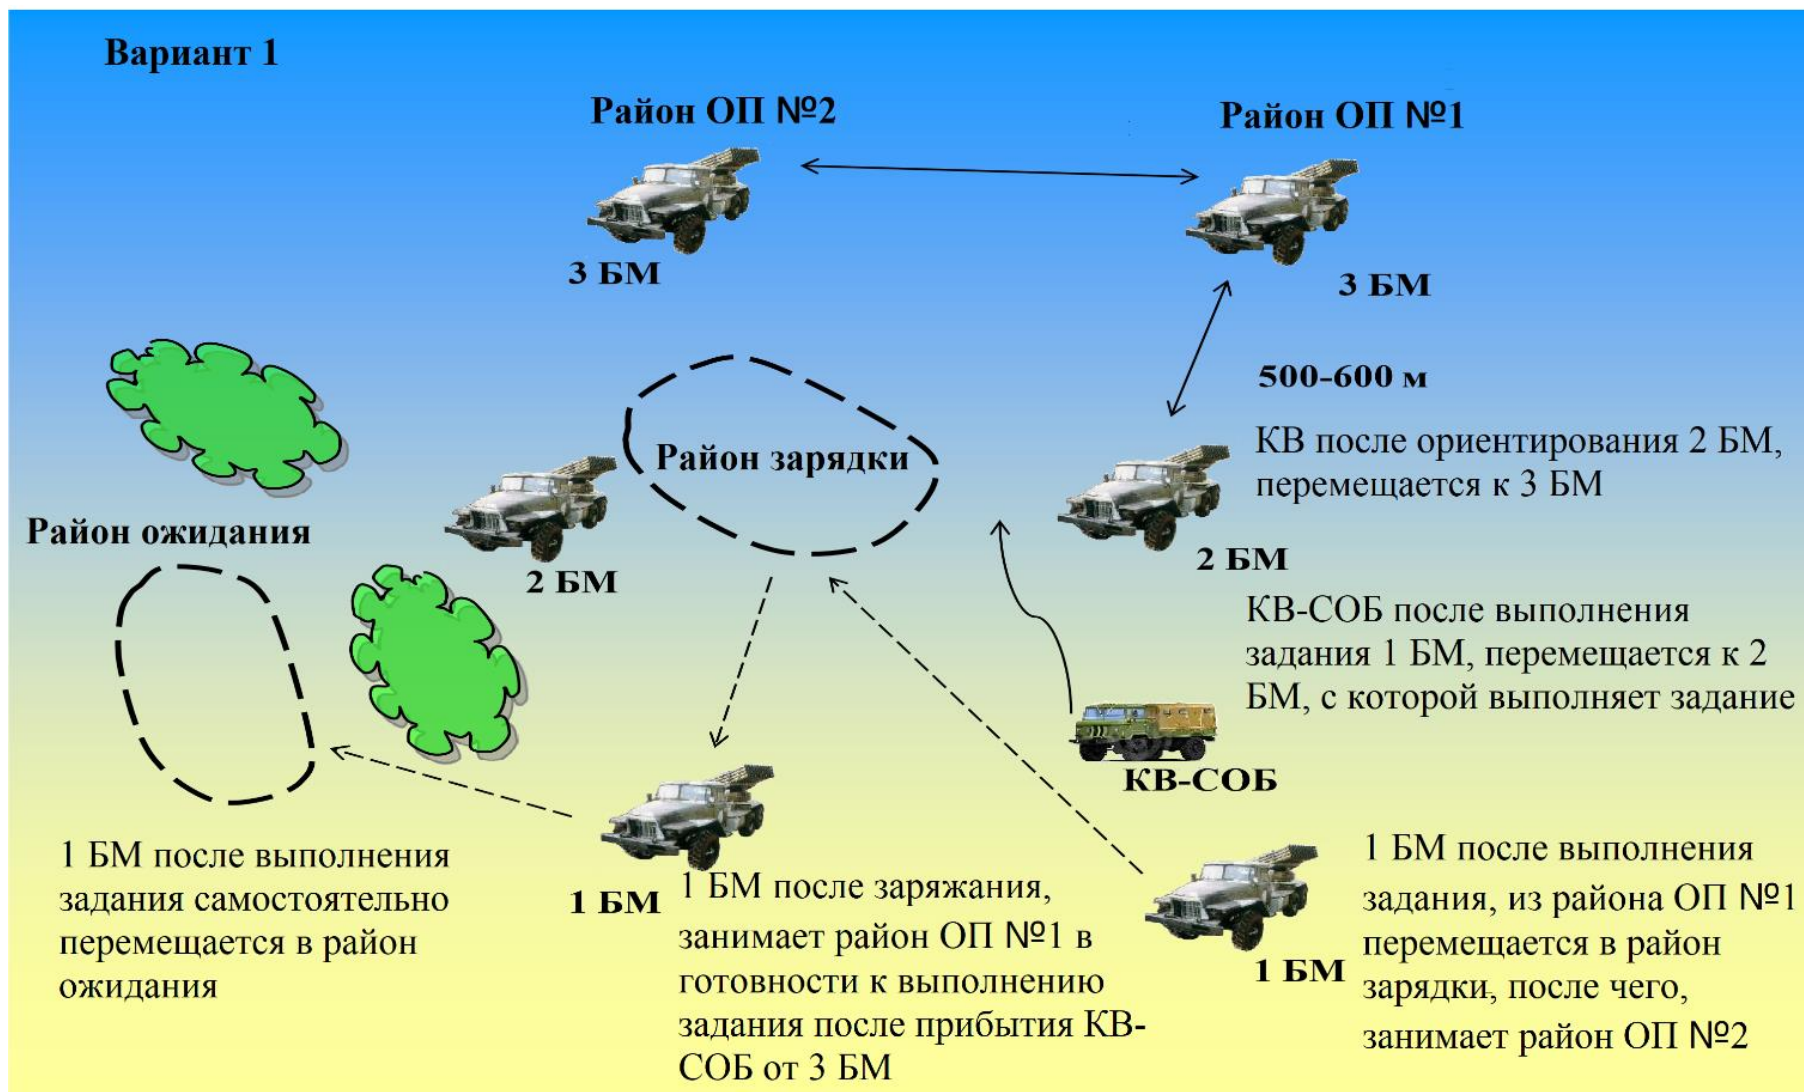 Вариант 1
Район ОП №2
Район ОП №1
3 БМ
3 БМ
500-600 м
КВ после ориентирования 2 БМ,
перемещается к 3 БМ
Район зарядки
Район ожидания
2 БМ
2 БМ
КВ-СОБ после выполнения
задания 1 БМ, перемещается к 2
БМ, с которой выполняет задание
КВ-СОБ
1 БМ после выполнения
задания самостоятельно
перемещается в район
ожидания
1 БМ
1 БМ после заряжания,
занимает район ОП №1 в
готовности к выполнению
задания после прибытия КВ-
СОБ от 3 БМ
1 БМ
1 БМ после выполнения
задания, из района ОП №1
перемещается в район
зарядки, после чего,
занимает район ОП №2